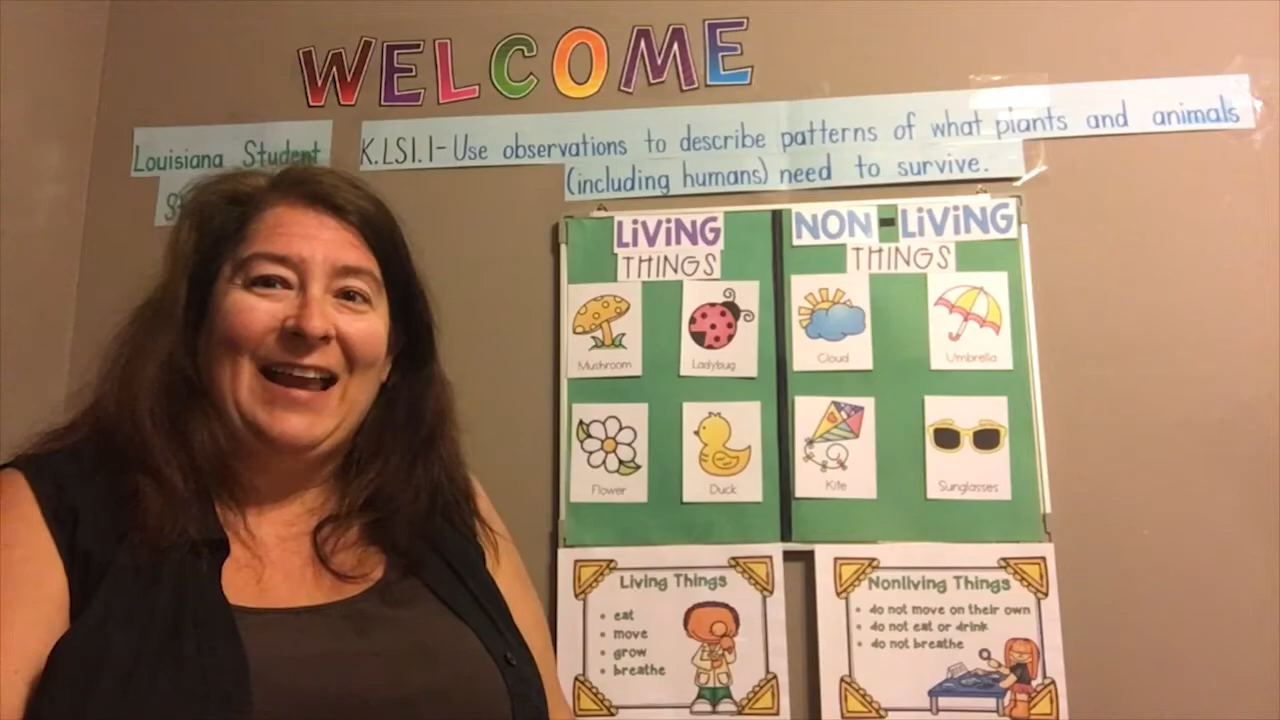 WELCOME
Louisiana Student
K.LS1.1- Use observations to describe patterns of what plants and animals
(including humans) need to survive.
LiViNG
THINGS
NON-LiViNG
THINGS
Mushroom
Ladybug
Cloud
Umbrella
Flower
Duck
Kite
Sunglasses
Living Things
• eat
• move
• grow
• breathe
Nonliving Things
• do not move on their own
• do not eat or drink
• do not breathe